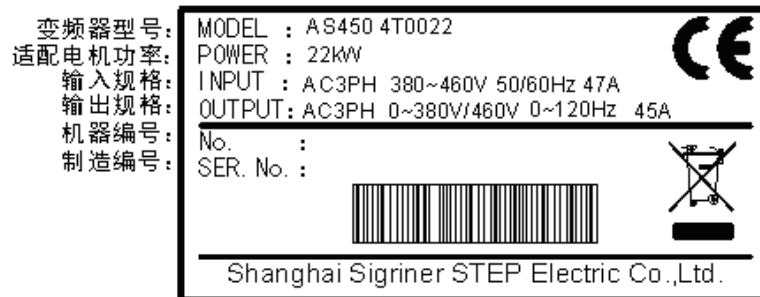 变频器型号: MODEL : AS450 4T0022
适配电机功率: POWER : 22kW
输入规格: INPUT : AC3PH 380~460V 50/60Hz 47A
输出规格: OUTPUT: AC3PH 0~380V/460V 0~120Hz 45A
机器编号: No. :
制造编号: SER. No. :
CE
Shanghai Sigriner STEP Electric Co.,Ltd.